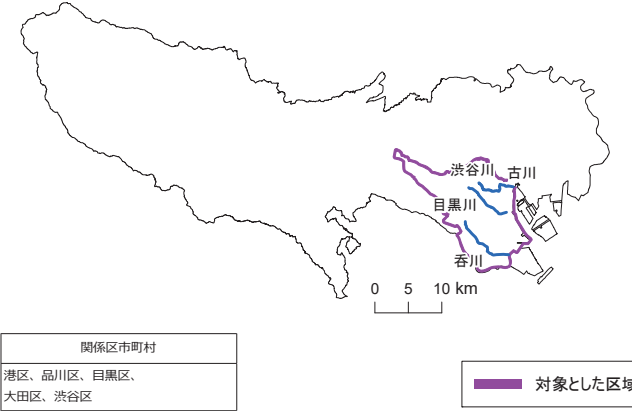 渋谷川 古川
目黒川
呑川
0 5 10 km
関係区市町村
港区、品川区、目黒区、
大田区、渋谷区
対象とした区域